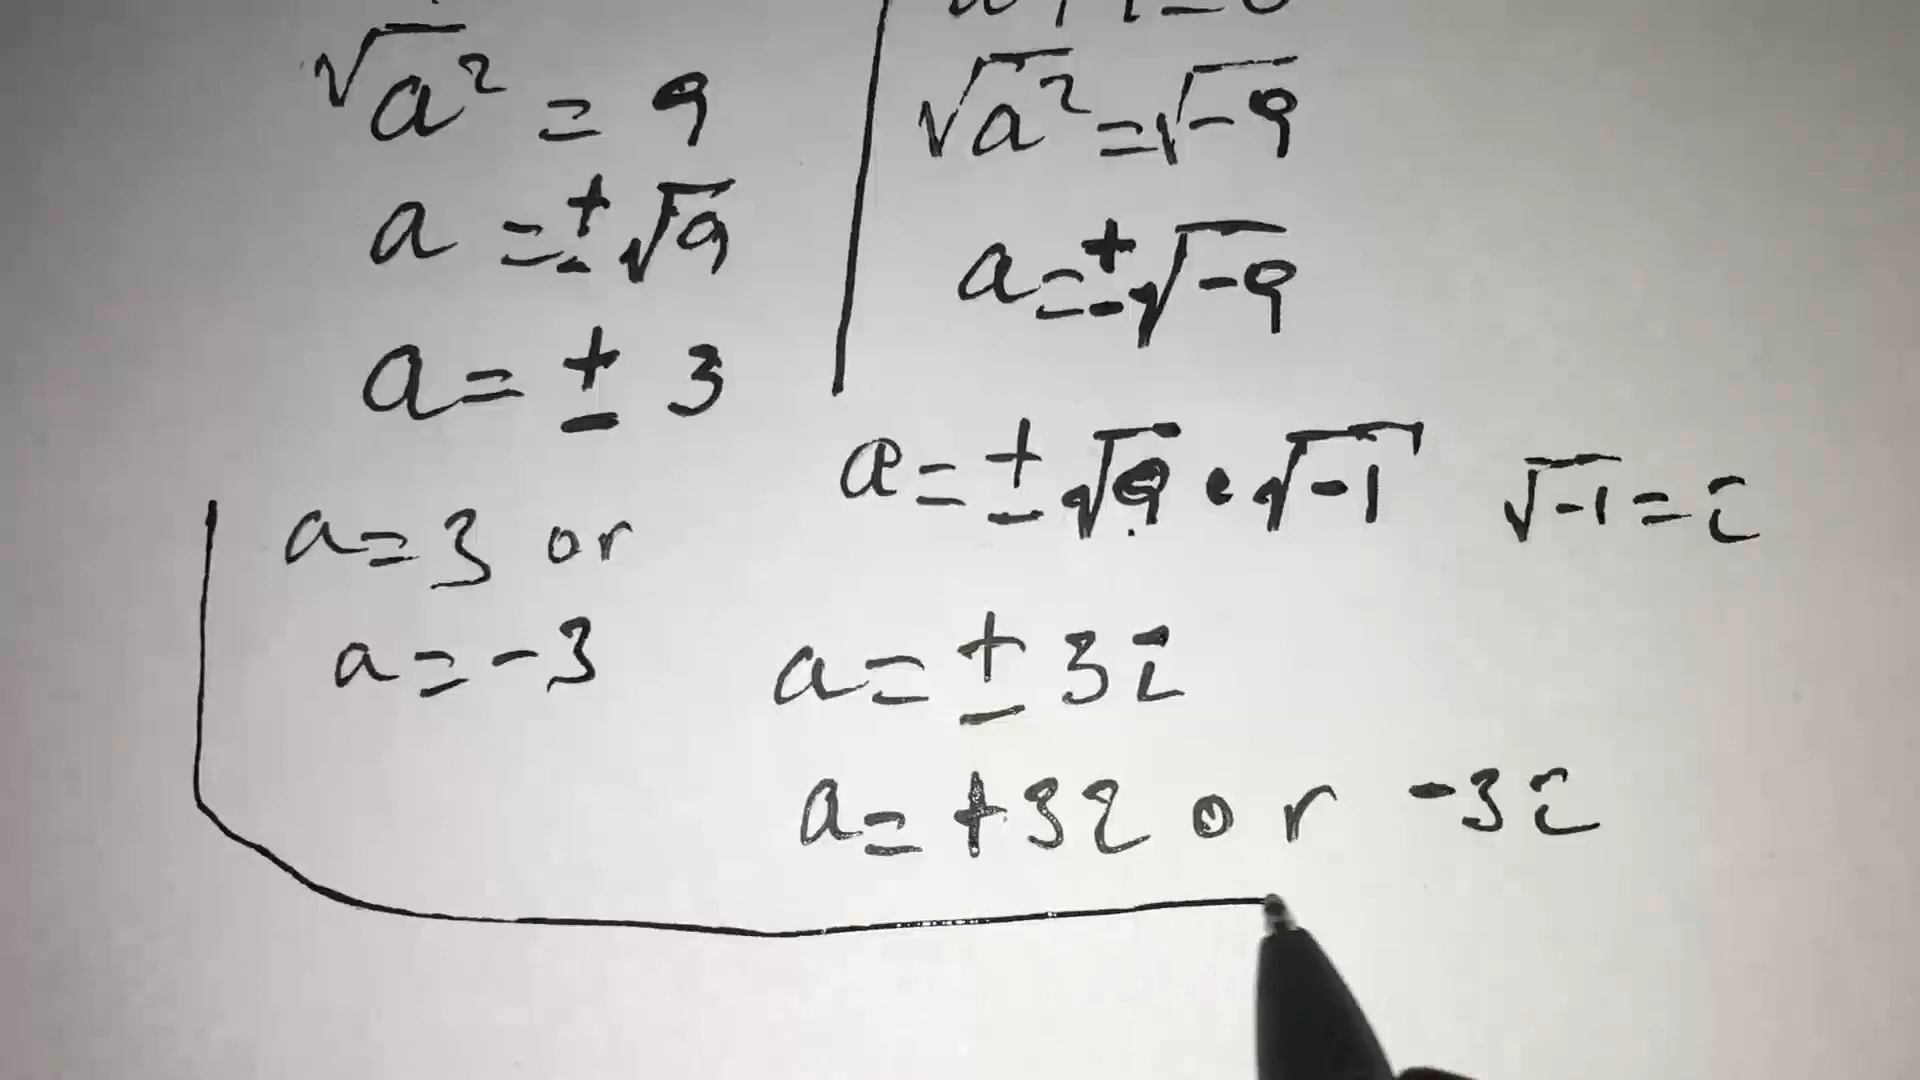 √a² = 9
a = ± √9
a = ± 3
a = 3 or
a = -3
√a² = √-9
a = ± √-9
a = ± √9 • √-1 √-1 = i
a = ± 3i
a = +3i or -3i